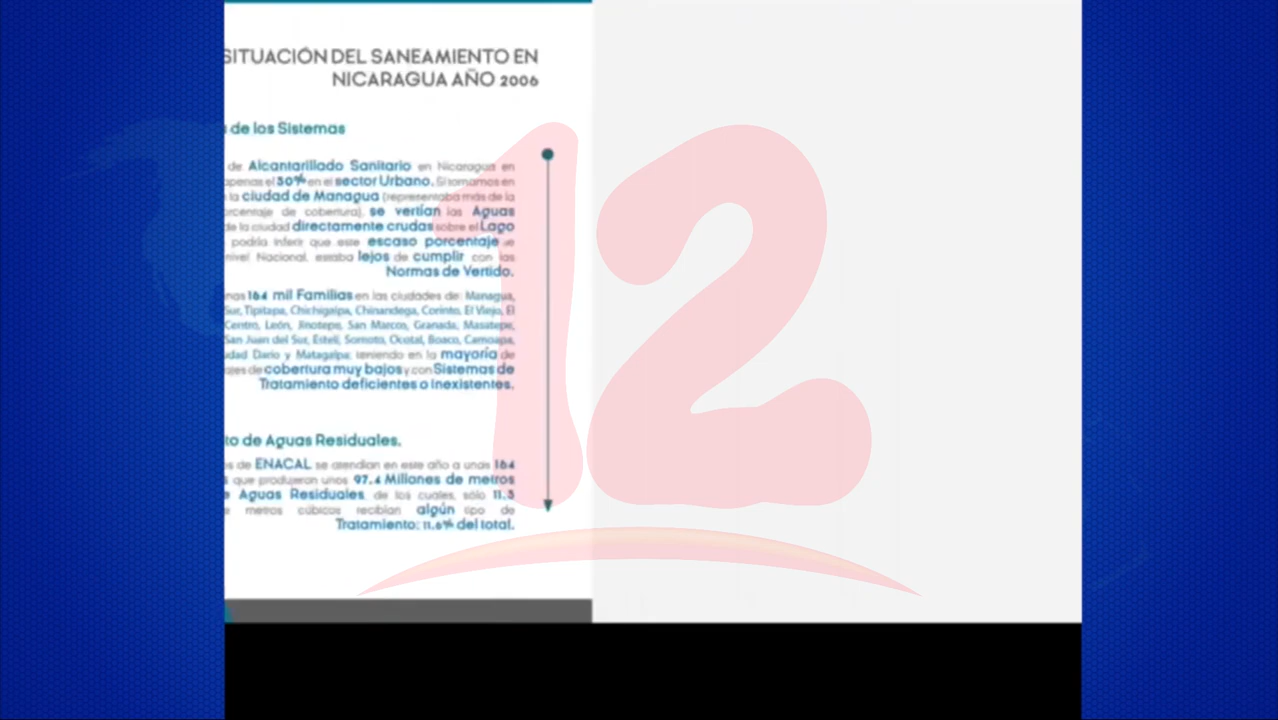 SITUACIÓN DEL SANEAMIENTO EN
NICARAGUA AÑO 2006
de los Sistemas
de Alcantarillado Sanitario en Nicaragua en
apenas el 30% en el sector Urbano. Si tomamos en
la ciudad de Managua (representaba más de la
porcentaje de cobertura), se vertían las Aguas
de la ciudad directamente crudas sobre el Lago
podría inferir que este escaso porcentaje
nivel Nacional, estaba lejos de cumplir con las
Normas de Vertido.
164 mil Familias en las ciudades de: Managua,
Sur, Tipitapa, Chichigalpa, Chinandega, Corinto, El Viejo, El
Centro, León, Jinotepe, San Marcos, Granada, Masatepe,
San Juan del Sur, Estelí, Somoto, Ocotal, Boaco, Camoapa,
udad Darío y Matagalpa; teniendo en la mayoría de
ajes de cobertura muy bajos y con Sistemas de
Tratamiento deficientes o Inexistentes.
to de Aguas Residuales.
de ENACAL se atendían en este año a unas 164
que producían unos 97.4 Millones de metros
Aguas Residuales, de los cuales, sólo 11.3
metros cúbicos recibían algún tipo de
Tratamiento: 11.6% del total.
12